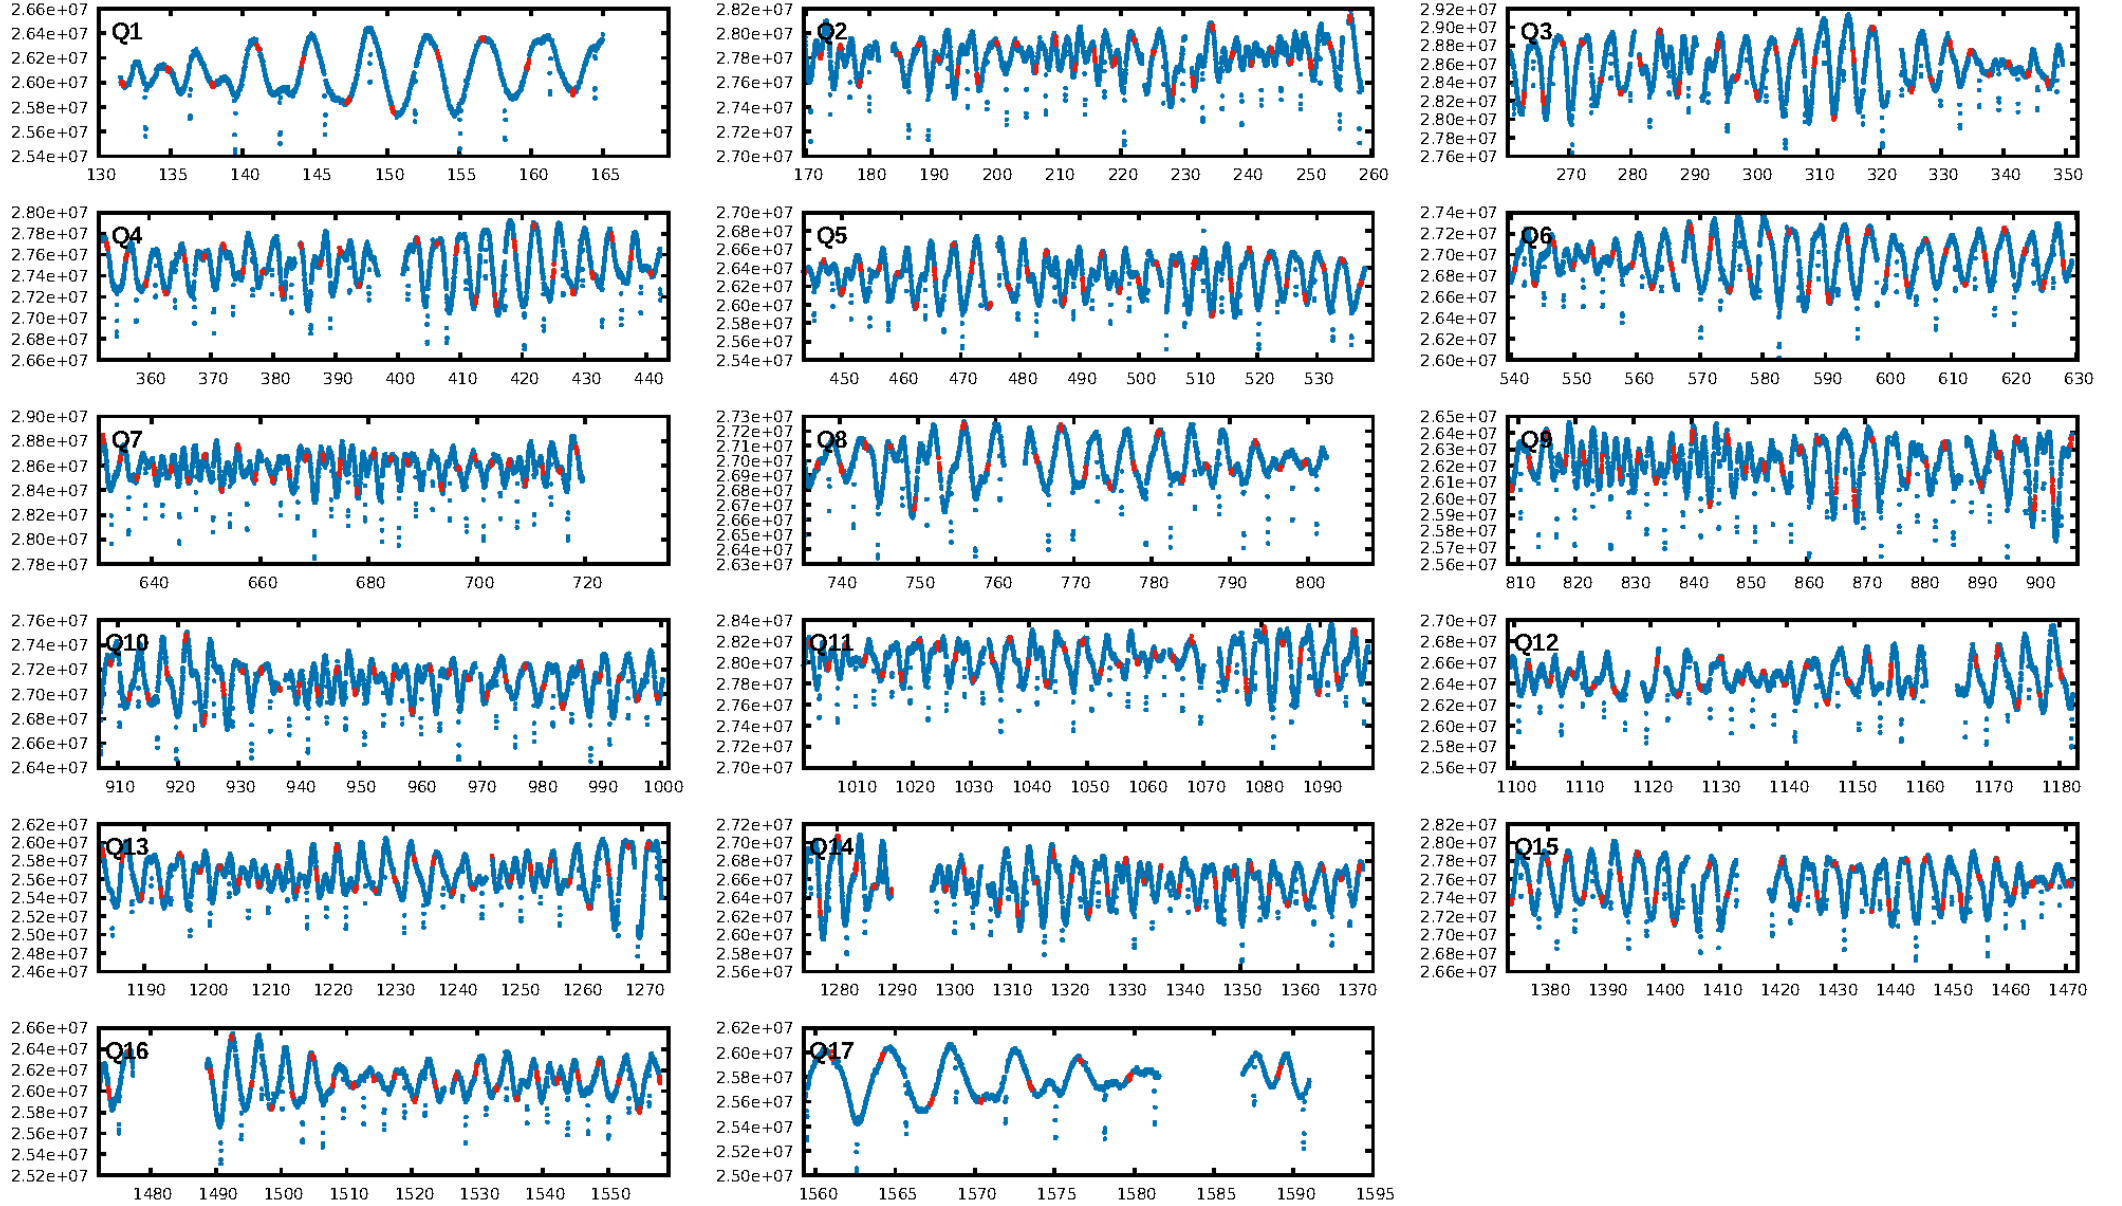 2.66e+07
2.64e+07
2.62e+07
2.60e+07
2.58e+07
2.56e+07
2.54e+07
Q1
130 135 140 145 150 155 160 165
2.82e+07
2.80e+07
2.78e+07
2.76e+07
2.74e+07
2.72e+07
2.70e+07
Q2
170 180 190 200 210 220 230 240 250 260
2.92e+07
2.90e+07
2.88e+07
2.86e+07
2.84e+07
2.82e+07
2.80e+07
2.78e+07
2.76e+07
Q3
270 280 290 300 310 320 330 340 350
2.80e+07
2.78e+07
2.76e+07
2.74e+07
2.72e+07
2.70e+07
2.68e+07
2.66e+07
Q4
360 370 380 390 400 410 420 430 440
2.70e+07
2.68e+07
2.66e+07
2.64e+07
2.62e+07
2.60e+07
2.58e+07
2.56e+07
2.54e+07
Q5
450 460 470 480 490 500 510 520 530
2.74e+07
2.72e+07
2.70e+07
2.68e+07
2.66e+07
2.64e+07
2.62e+07
2.60e+07
Q6
540 550 560 570 580 590 600 610 620 630
2.90e+07
2.88e+07
2.86e+07
2.84e+07
2.82e+07
2.80e+07
2.78e+07
Q7
640 660 680 700 720
2.73e+07
2.72e+07
2.71e+07
2.70e+07
2.69e+07
2.68e+07
2.67e+07
2.66e+07
2.65e+07
2.64e+07
2.63e+07
Q8
740 750 760 770 780 790 800
2.65e+07
2.64e+07
2.63e+07
2.62e+07
2.61e+07
2.60e+07
2.59e+07
2.58e+07
2.57e+07
2.56e+07
Q9
810 820 830 840 850 860 870 880 890 900
2.76e+07
2.74e+07
2.72e+07
2.70e+07
2.68e+07
2.66e+07
2.64e+07
Q10
910 920 930 940 950 960 970 980 990 1000
2.84e+07
2.82e+07
2.80e+07
2.78e+07
2.76e+07
2.74e+07
2.72e+07
2.70e+07
Q11
1010 1020 1030 1040 1050 1060 1070 1080 1090
2.70e+07
2.68e+07
2.66e+07
2.64e+07
2.62e+07
2.60e+07
2.58e+07
2.56e+07
Q12
1100 1110 1120 1130 1140 1150 1160 1170 1180
2.62e+07
2.60e+07
2.58e+07
2.56e+07
2.54e+07
2.52e+07
2.50e+07
2.48e+07
2.46e+07
Q13
1190 1200 1210 1220 1230 1240 1250 1260 1270
2.72e+07
2.70e+07
2.68e+07
2.66e+07
2.64e+07
2.62e+07
2.60e+07
2.58e+07
2.56e+07
Q14
1280 1290 1300 1310 1320 1330 1340 1350 1360 1370
2.82e+07
2.80e+07
2.78e+07
2.76e+07
2.74e+07
2.72e+07
2.70e+07
2.68e+07
2.66e+07
Q15
1380 1390 1400 1410 1420 1430 1440 1450 1460 1470
2.66e+07
2.64e+07
2.62e+07
2.60e+07
2.58e+07
2.56e+07
2.54e+07
2.52e+07
Q16
1480 1490 1500 1510 1520 1530 1540 1550
2.62e+07
2.60e+07
2.58e+07
2.56e+07
2.54e+07
2.52e+07
2.50e+07
Q17
1560 1565 1570 1575 1580 1585 1590 1595